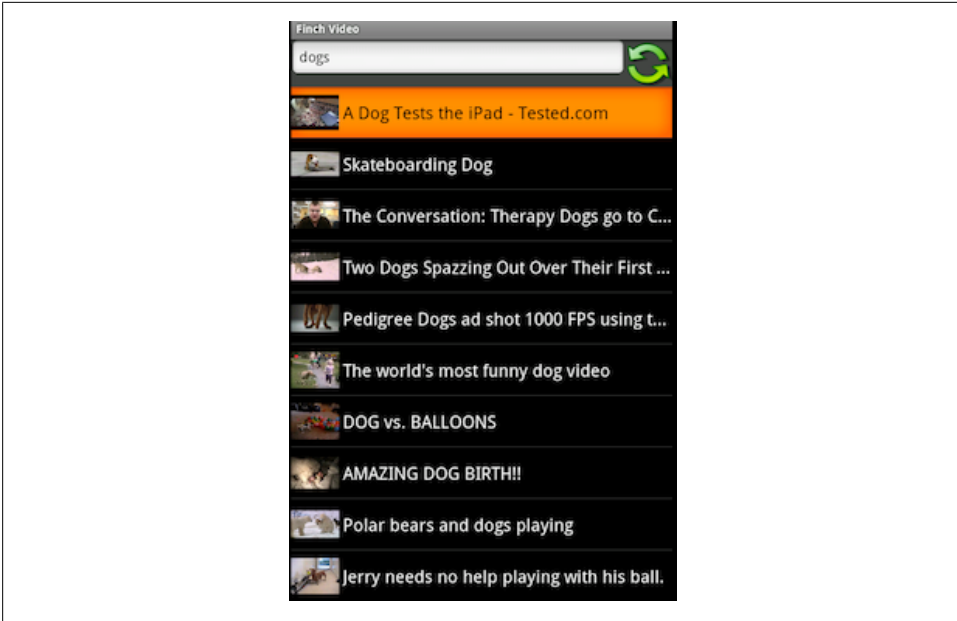 Finch Video
dogs
A Dog Tests the iPad - Tested.com
Skateboarding Dog
The Conversation: Therapy Dogs go to C...
Two Dogs Spazzing Out Over Their First ...
Pedigree Dogs ad shot 1000 FPS using t...
The world's most funny dog video
DOG vs. BALLOONS
AMAZING DOG BIRTH!!
Polar bears and dogs playing
Jerry needs no help playing with his ball.